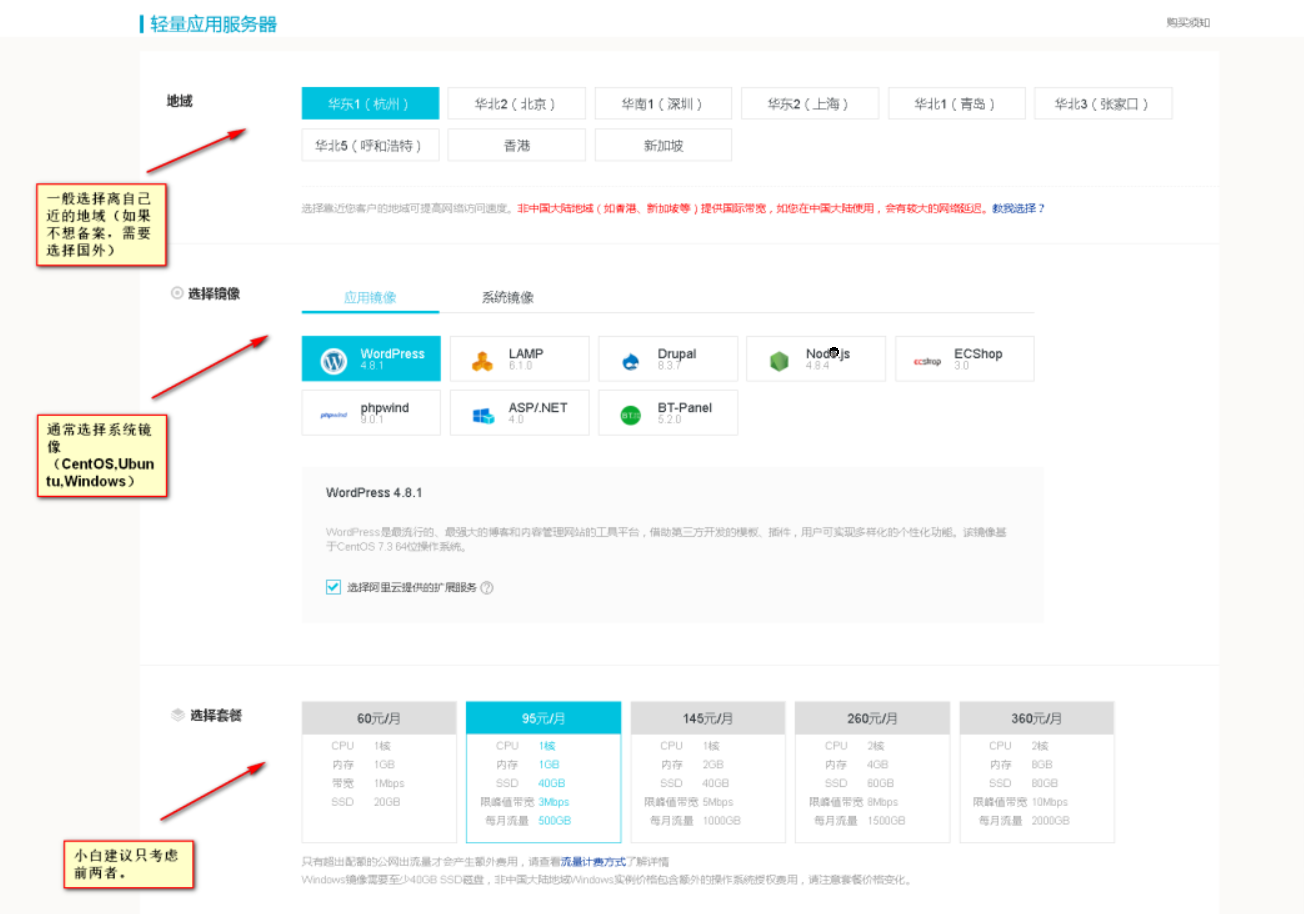 轻量应用服务器
购买须知
地域
华东1（杭州）
华北2（北京）
华南1（深圳）
华东2（上海）
华北1（青岛）
华北3（张家口）
华北5（呼和浩特）
香港
新加坡
一般选择离自己
近的地域（如果
不想备案，需要
选择国外）
选择靠近您客户的地域可提高网络访问速度。非中国大陆地域（如香港、新加坡等）提供国际带宽，如您在中国大陆使用，会有较大的网络延迟。教我选择？
选择镜像
应用镜像
系统镜像
WordPress
4.8.1
LAMP
6.1.0
Drupal
8.3.7
Node.js
4.8.4
ecshop
ECShop
3.0
phpwind
phpwind
9.0.1
ASP/.NET
4.0
BT-Panel
5.2.0
通常选择系统镜
像
（CentOS,Ubun
tu,Windows）
WordPress 4.8.1
WordPress是最流行的、最强大的博客和内容管理网站的工具平台，借助第三方开发的模板、插件，用户可实现多样化的个性化功能。该镜像基
于CentOS 7.3 64位操作系统。
选择阿里云提供的扩展服务
选择套餐
60元/月
CPU 1核
内存 1GB
带宽 1Mbps
SSD 20GB
95元/月
CPU 1核
内存 1GB
SSD 40GB
限峰值带宽 3Mbps
每月流量 500GB
145元/月
CPU 1核
内存 2GB
SSD 40GB
限峰值带宽 5Mbps
每月流量 1000GB
260元/月
CPU 2核
内存 4GB
SSD 60GB
限峰值带宽 8Mbps
每月流量 1500GB
360元/月
CPU 2核
内存 8GB
SSD 80GB
限峰值带宽 10Mbps
每月流量 2000GB
小白建议只考虑
前两者。
只有超出配额的公网出流量才会产生额外费用，请查看流量计费方式了解详情
Windows镜像需要至少40GB SSD磁盘，非中国大陆地域Windows实例价格包含额外的操作系统授权费用，请注意套餐价格变化。